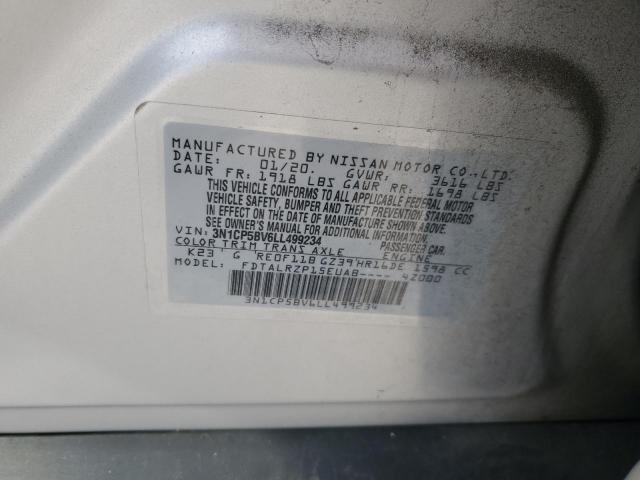 MANUFACTURED BY NISSAN MOTOR CO., LTD.
DATE: 01/20. GVWR: 3616 LBS
GAWR FR: 1918 LBS GAWR RR: 1698 LBS
THIS VEHICLE CONFORMS TO ALL APPLICABLE FEDERAL MOTOR
VEHICLE SAFETY, BUMPER AND THEFT PREVENTION STANDARDS
IN EFFECT ON THE DATE OF MANUFACTURE SHOWN ABOVE.
SEE OWNER'S MANUAL FOR ADDITIONAL INFORMATION.
VIN: 3N1CP5BV6LL499234 PASSENGER CAR.
COLOR TRIM TRANS AXLE ENGINE
K23 G RE0F11B GZ39 HR16DE 1598 CC
MODEL: FDTALRZP15EUAB---- 4Z000
3N1CP5BV6LL499234